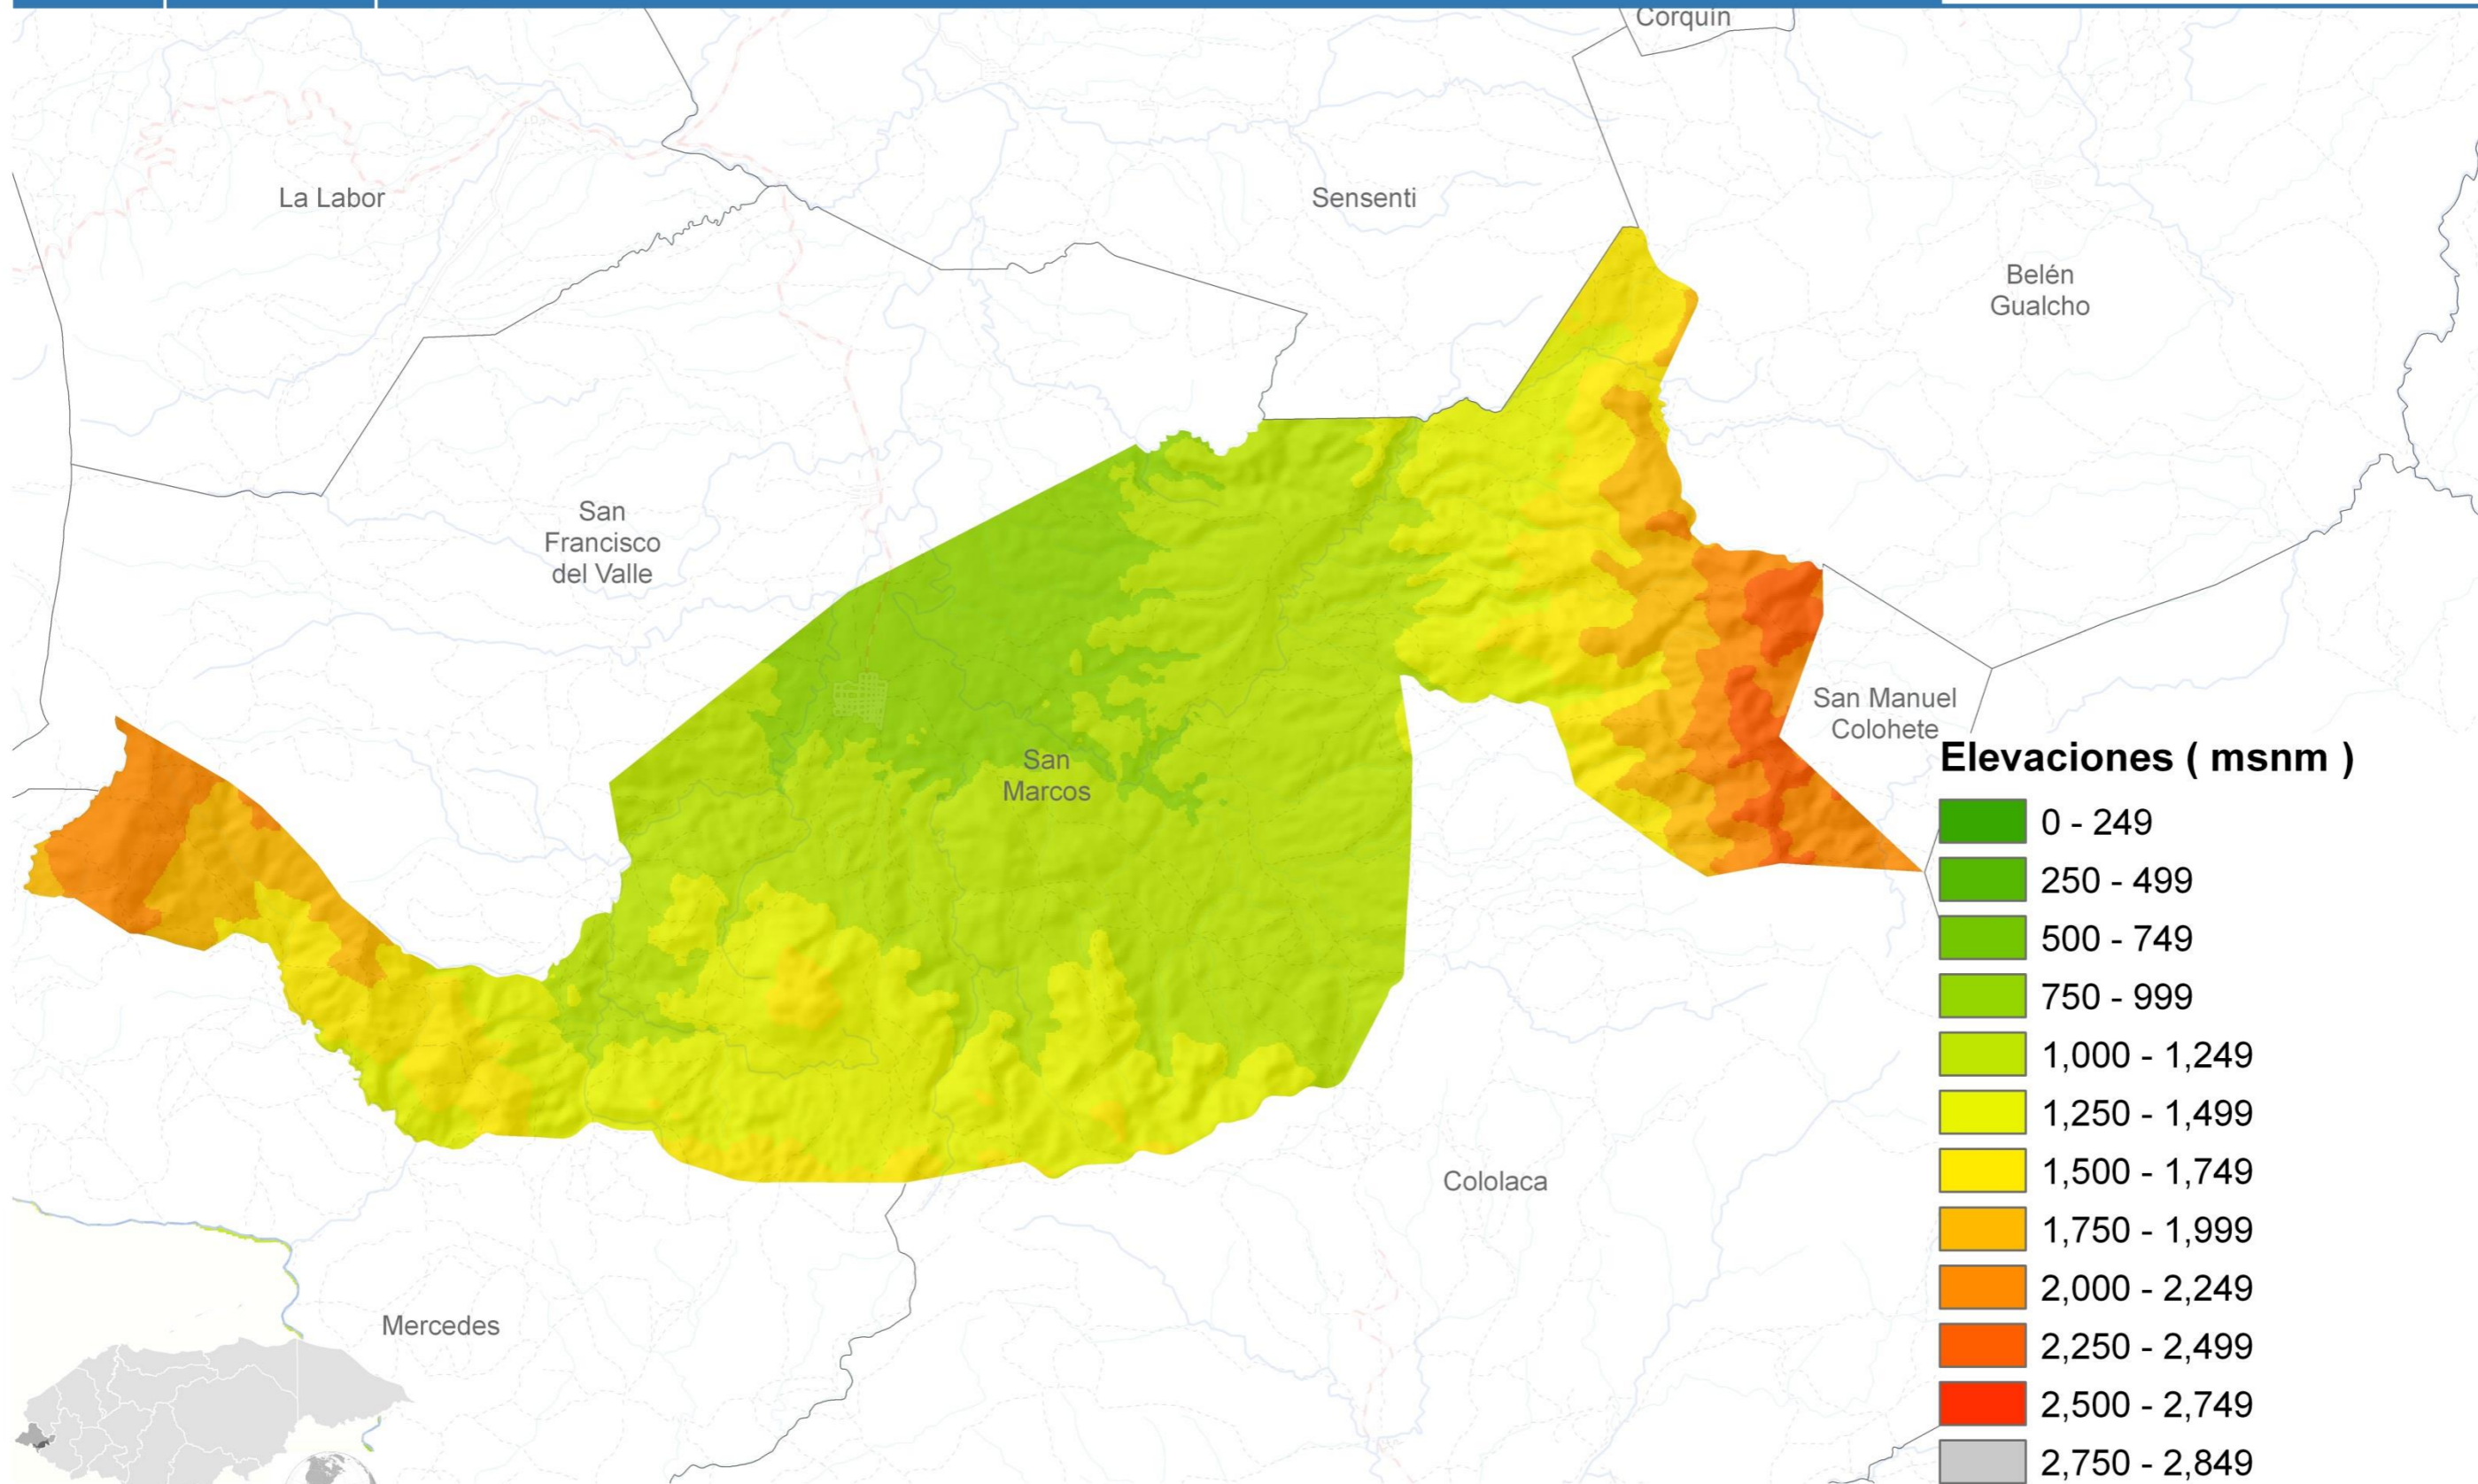 Corquín
La Labor
Sensenti
Belén
Gualcho
San
Francisco
del Valle
San Manuel
Colohete
San
Marcos
Cololaca
Mercedes
Elevaciones ( msnm )
0 - 249
250 - 499
500 - 749
750 - 999
1,000 - 1,249
1,250 - 1,499
1,500 - 1,749
1,750 - 1,999
2,000 - 2,249
2,250 - 2,499
2,500 - 2,749
2,750 - 2,849